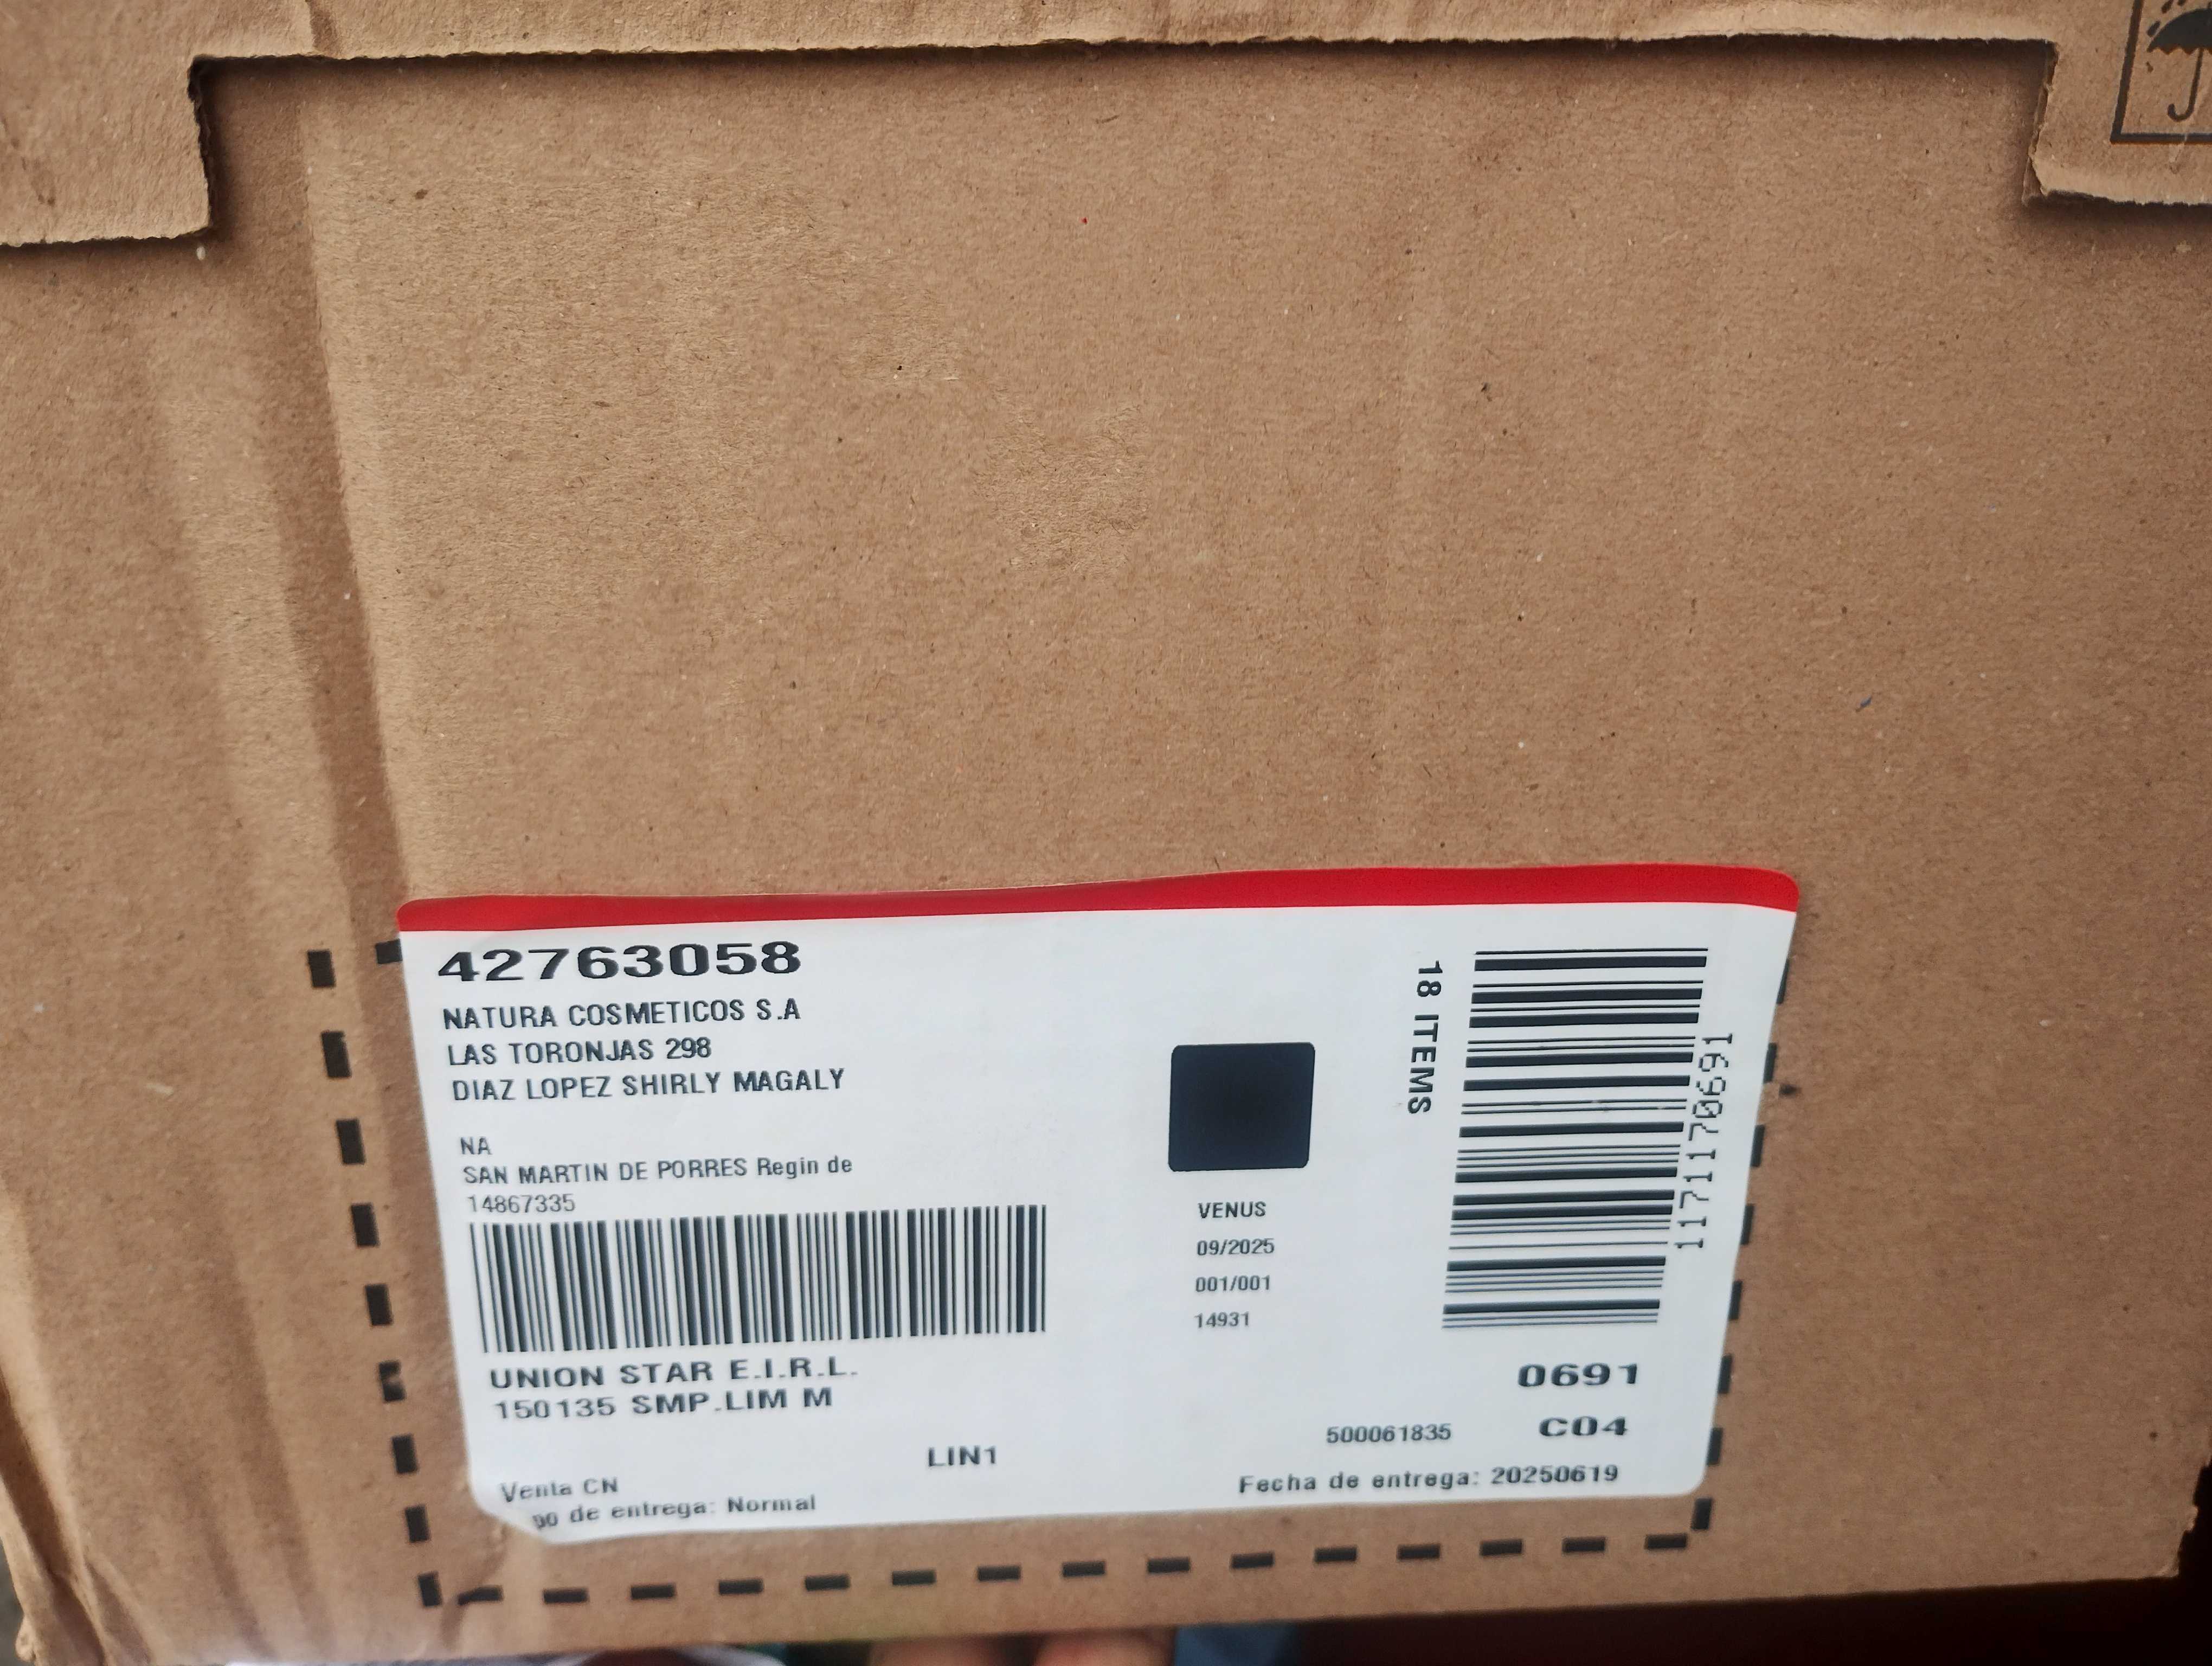 42763058
NATURA COSMETICOS S.A
LAS TORONJAS 298
DIAZ LOPEZ SHIRLY MAGALY
NA
SAN MARTIN DE PORRES Regin de
14867335
UNION STAR E.I.R.L.
150135 SMP.LIM M
LIN1
Venta CN
po de entrega: Normal
VENUS
09/2025
001/001
14931
18 ITEMS
1171170691
0691
500061835 C04
Fecha de entrega: 20250619